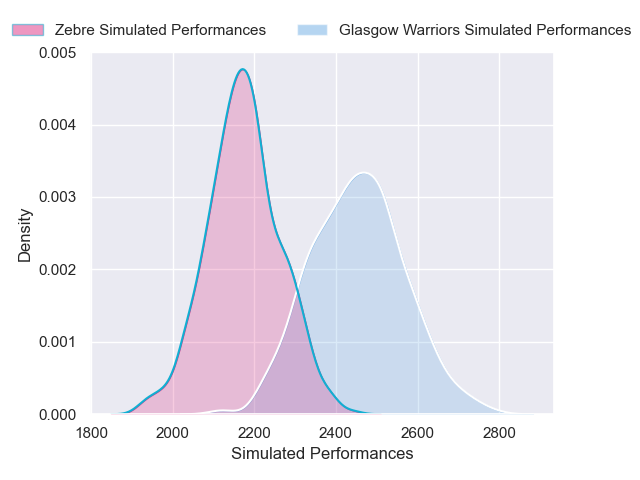 Zebre Simulated Performances
Glasgow Warriors Simulated Performances
0.005
0.004
0.003
0.002
0.001
0.000
Density
1800 2000 2200 2400 2600 2800
Simulated Performances